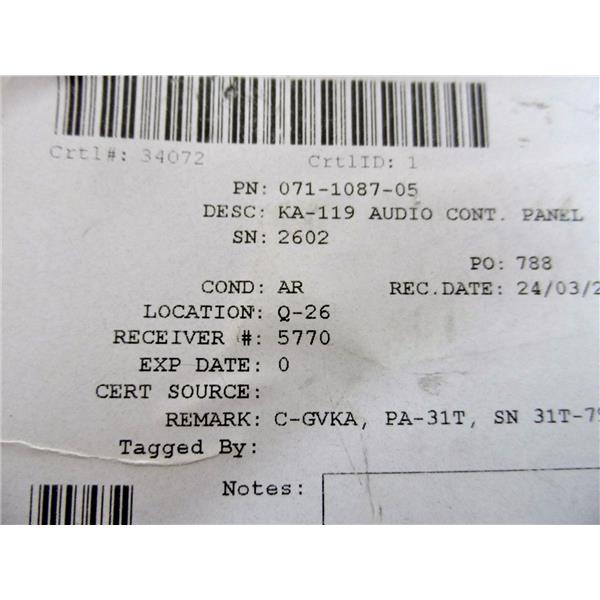 Crtl#: 34072 CrtlID: 1
PN: 071-1087-05
DESC: KA-119 AUDIO CONT. PANEL
SN: 2602
PO: 788
COND: AR REC.DATE: 24/03/2
LOCATION: Q-26
RECEIVER #: 5770
EXP DATE: 0
CERT SOURCE:
REMARK: C-GVKA, PA-31T, SN 31T-79
Tagged By:
Notes: